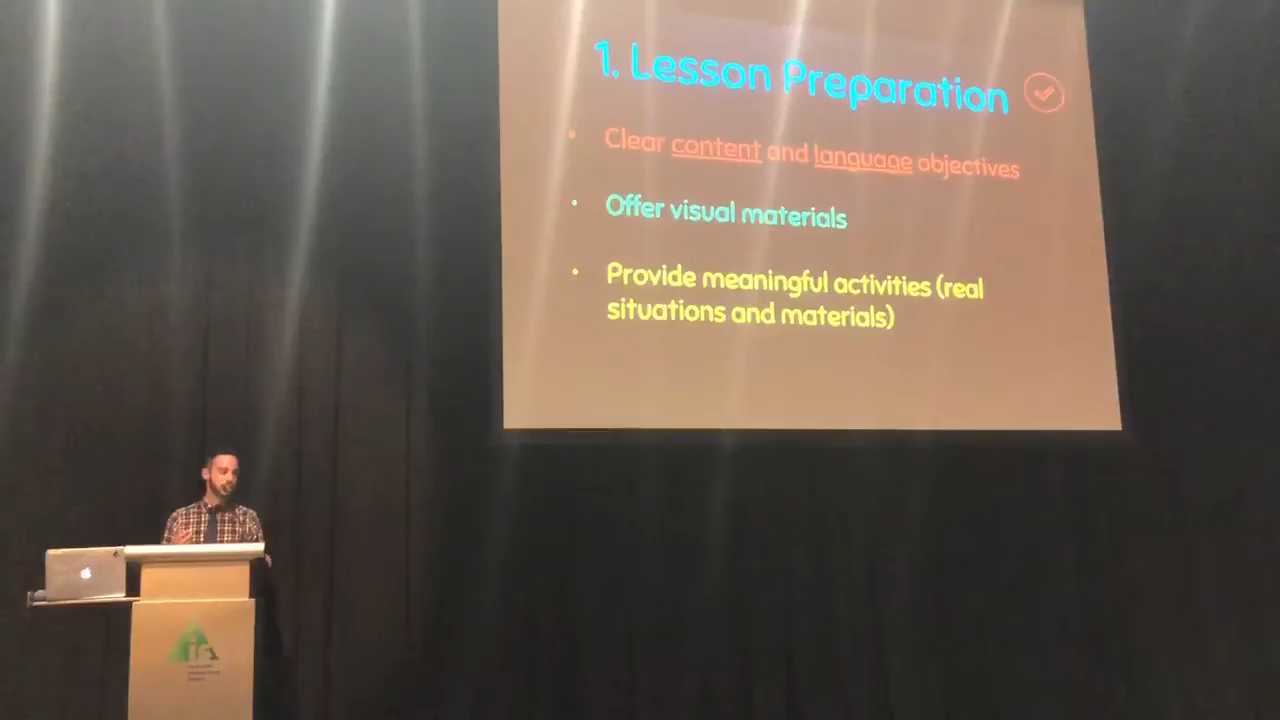 1. Lesson Preparation
• Clear content and language objectives
• Offer visual materials
• Provide meaningful activities (real
situations and materials)